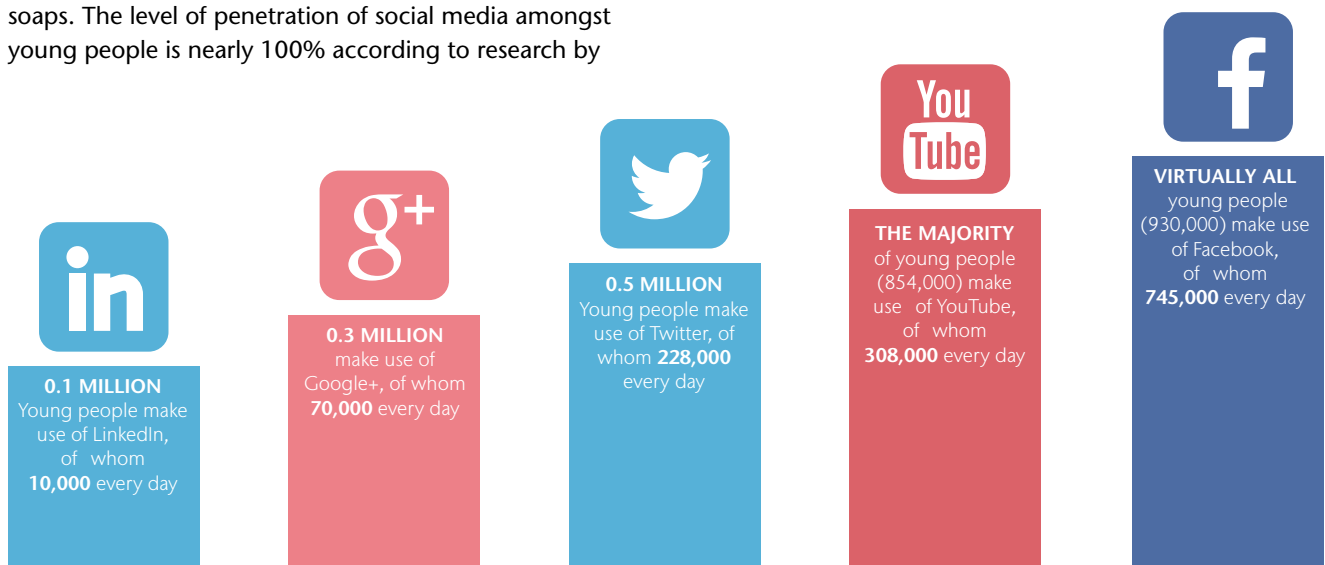 soaps. The level of penetration of social media amongst
young people is nearly 100% according to research by
in
0.1 MILLION
Young people make
use of LinkedIn,
of whom
10,000 every day
g+
0.3 MILLION
make use of
Google+, of whom
70,000 every day
0.5 MILLION
Young people make
use of Twitter, of
whom 228,000
every day
You
Tube
THE MAJORITY
of young people
(854,000) make
use of YouTube,
of whom
308,000 every day
f
VIRTUALLY ALL
young people
(930,000) make use
of Facebook,
of whom
745,000 every day